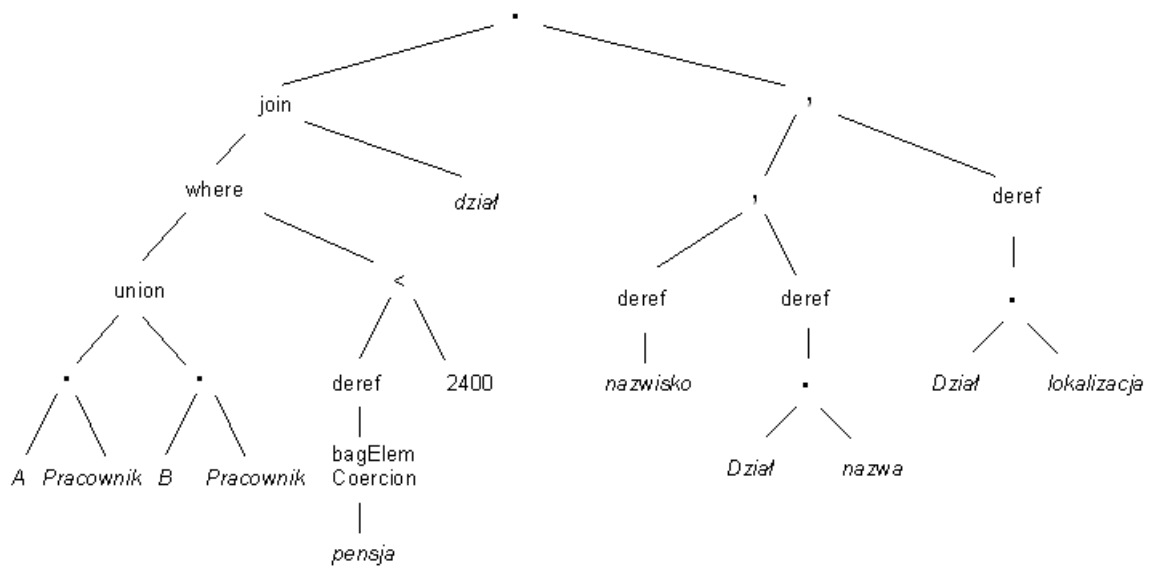 .
join ,
where dział , deref
union < deref deref .
. . deref 2400 nazwisko . Dział lokalizacja
A Pracownik B Pracownik bagElem
Coercion Dział nazwa
pensja